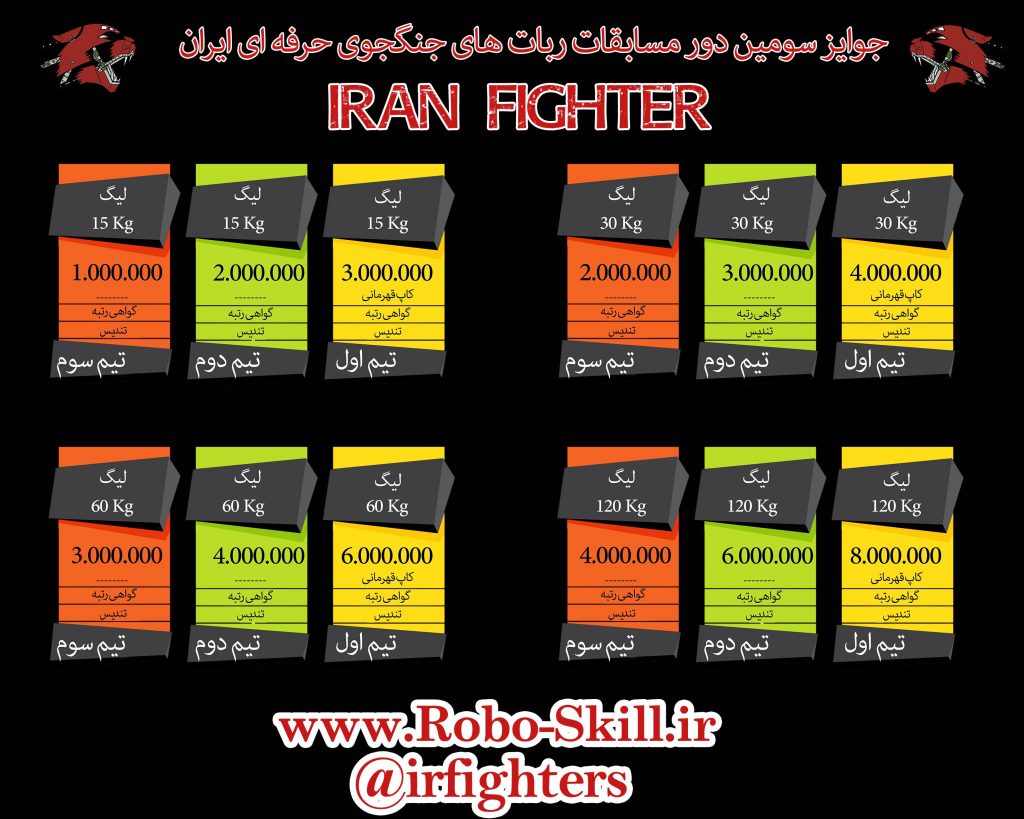 جوایز سومین دور مسابقات ربات های جنگجوی حرفه ای ایران
IRAN FIGHTER
لیگ
30 Kg
4.000.000
کاپ قهرمانی
گواهی رتبه
تندیس
تیم اول
لیگ
30 Kg
3.000.000
--------
گواهی رتبه
تندیس
تیم دوم
لیگ
30 Kg
2.000.000
--------
گواهی رتبه
تندیس
تیم سوم
لیگ
15 Kg
3.000.000
کاپ قهرمانی
گواهی رتبه
تندیس
تیم اول
لیگ
15 Kg
2.000.000
--------
گواهی رتبه
تندیس
تیم دوم
لیگ
15 Kg
1.000.000
--------
گواهی رتبه
تندیس
تیم سوم
لیگ
120 Kg
8.000.000
کاپ قهرمانی
گواهی رتبه
تندیس
تیم اول
لیگ
120 Kg
6.000.000
--------
گواهی رتبه
تندیس
تیم دوم
لیگ
120 Kg
4.000.000
--------
گواهی رتبه
تندیس
تیم سوم
لیگ
60 Kg
6.000.000
کاپ قهرمانی
گواهی رتبه
تندیس
تیم اول
لیگ
60 Kg
4.000.000
--------
گواهی رتبه
تندیس
تیم دوم
لیگ
60 Kg
3.000.000
--------
گواهی رتبه
تندیس
تیم سوم
www.Robo-Skill.ir
@irfighters